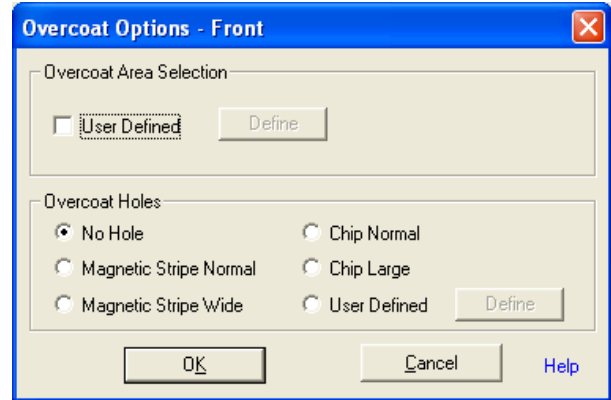 Overcoat Options - Front
Overcoat Area Selection
User Defined Define
Overcoat Holes
No Hole Chip Normal
Magnetic Stripe Normal Chip Large
Magnetic Stripe Wide User Defined Define
OK Cancel Help